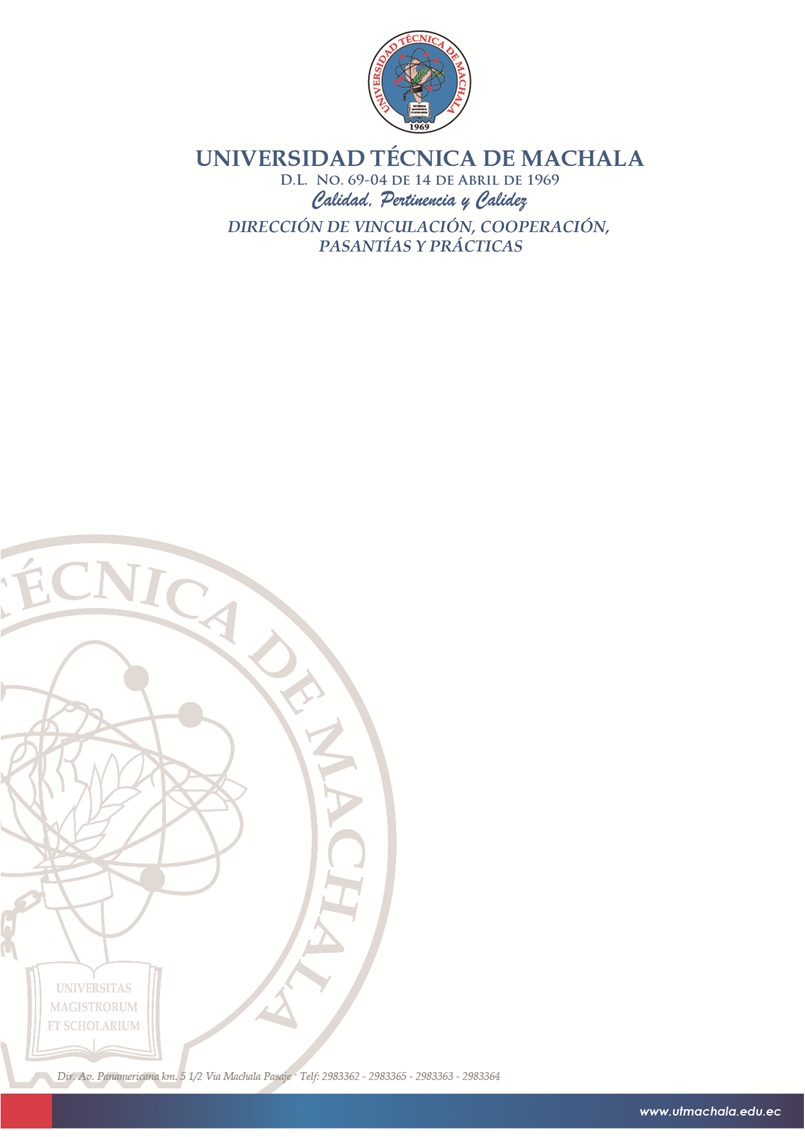 UNIVERSIDAD TÉCNICA DE MACHALA
1969
UNIVERSIDAD TÉCNICA DE MACHALA
D.L. No. 69-04 DE 14 DE ABRIL DE 1969
Calidad, Pertinencia y Calidez
DIRECCIÓN DE VINCULACIÓN, COOPERACIÓN,
PASANTÍAS Y PRÁCTICAS
TÉCNICA DE MACHALA
UNIVERSITAS
MAGISTRORUM
ET SCHOLARIUM
Dir. Av. Panamericana km. 5 1/2 Via Machala Pasaje · Telf: 2983362 - 2983365 - 2983363 - 2983364
www.utmachala.edu.ec